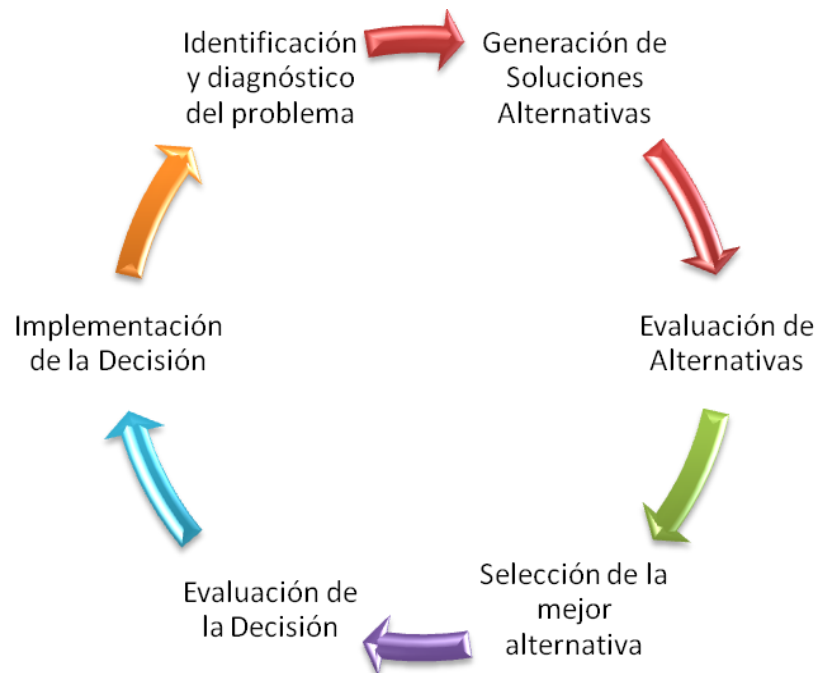 Identificación
y diagnóstico
del problema
Generación de
Soluciones
Alternativas
Evaluación de
Alternativas
Selección de la
mejor
alternativa
Evaluación de
la Decisión
Implementación
de la Decisión